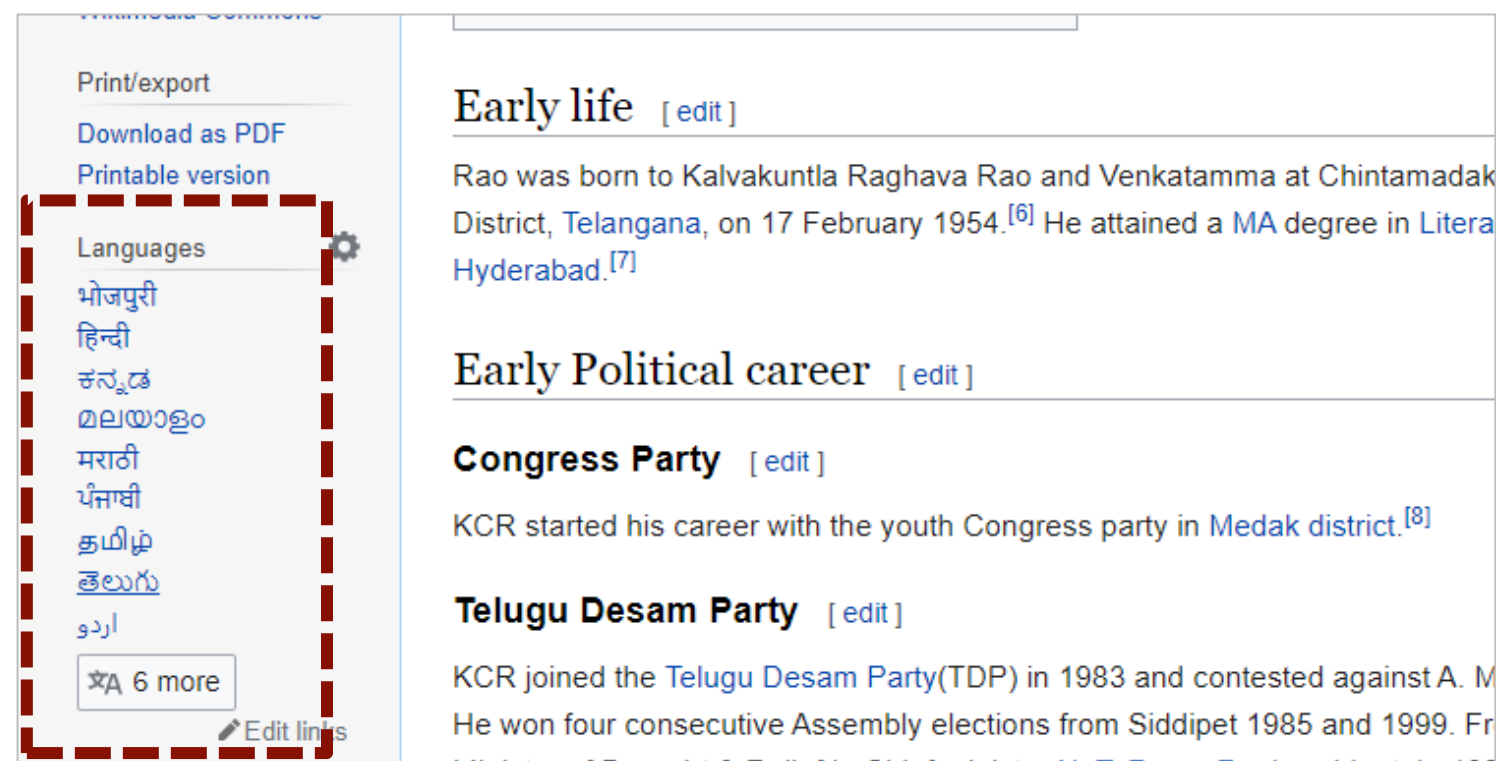 Print/export
Download as PDF
Printable version
Languages
भोजपुरी
हिन्दी
ಕನ್ನಡ
മലയാളം
मराठी
ਪੰਜਾਬੀ
தமிழ்
తెలుగు
اردو
文A 6 more
Edit links
Early life [ edit ]
Rao was born to Kalvakuntla Raghava Rao and Venkatamma at Chintamadak
District, Telangana, on 17 February 1954.[6] He attained a MA degree in Litera
Hyderabad.[7]
Early Political career [ edit ]
Congress Party [ edit ]
KCR started his career with the youth Congress party in Medak district.[8]
Telugu Desam Party [ edit ]
KCR joined the Telugu Desam Party(TDP) in 1983 and contested against A. M
He won four consecutive Assembly elections from Siddipet 1985 and 1999. Fr